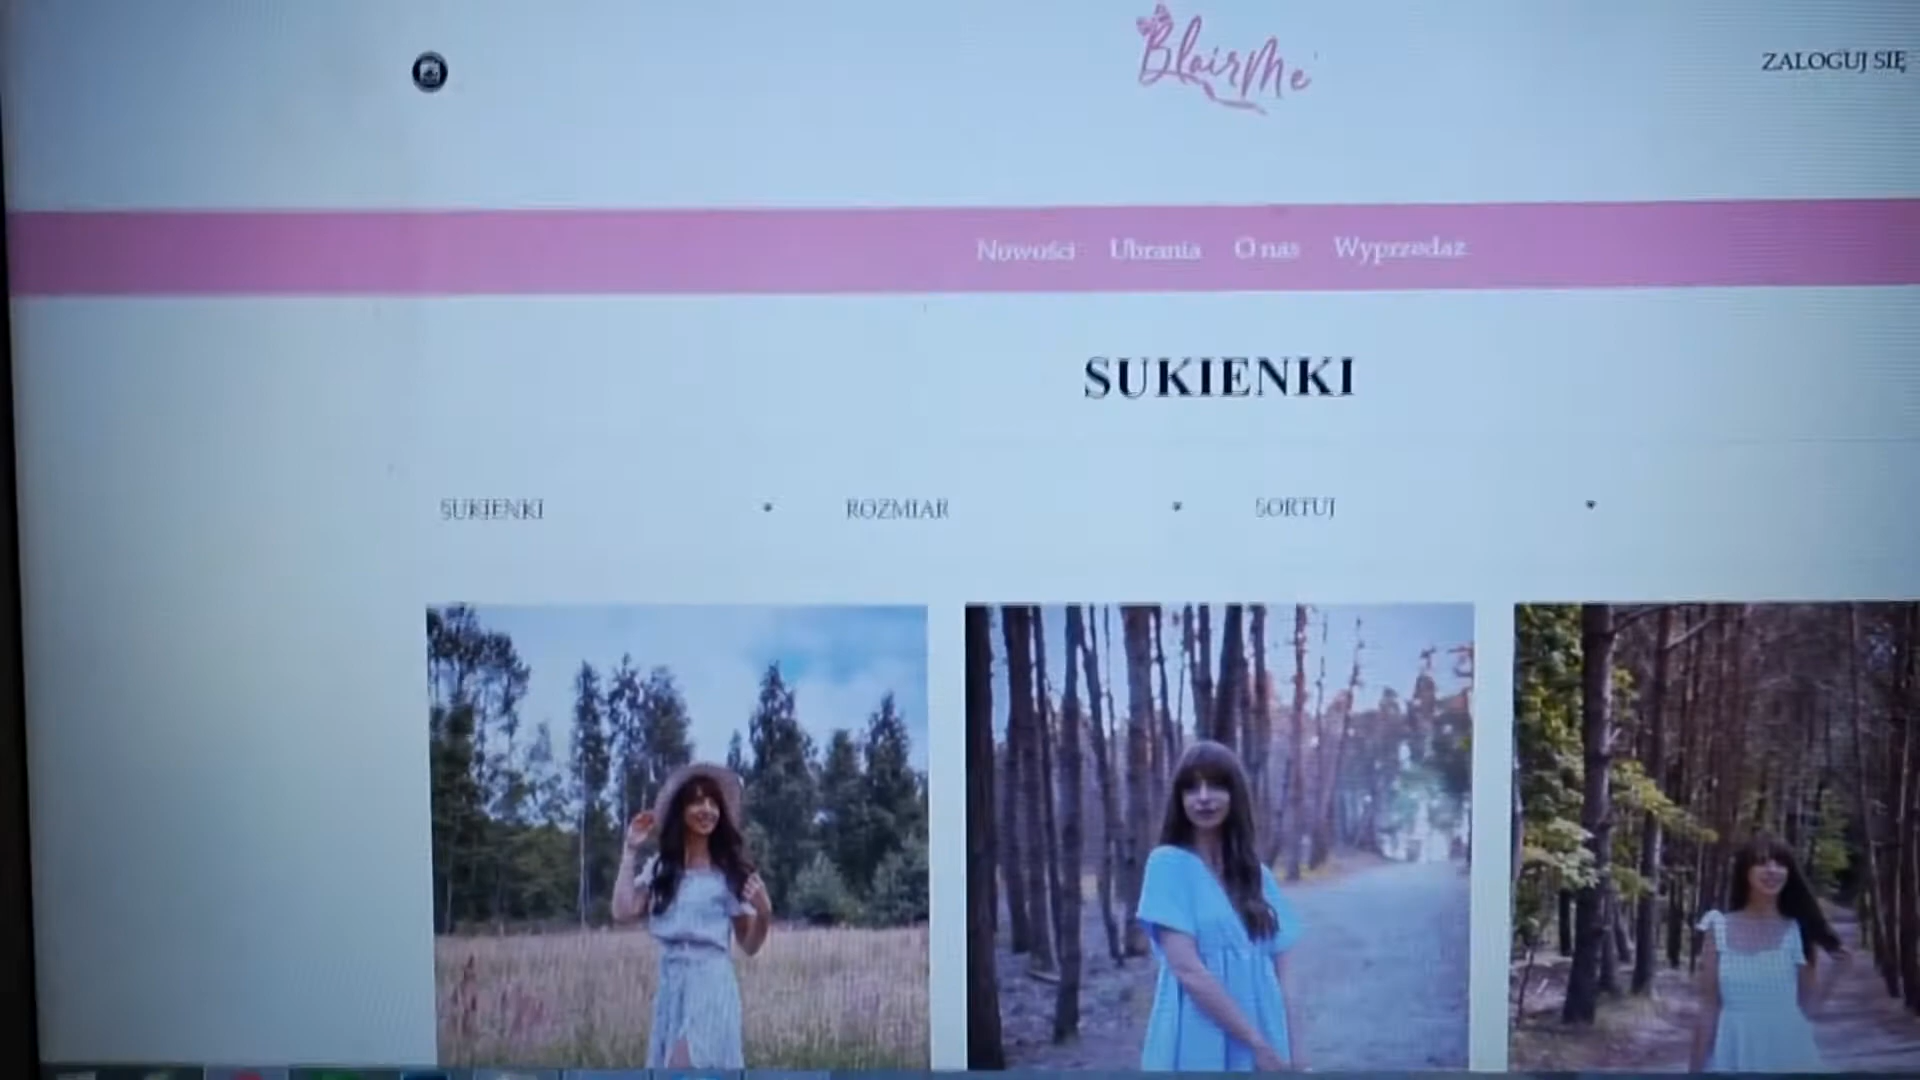 BlairMe
ZALOGUJ SIĘ
Nowości Ubrania O nas Wyprzedaż
SUKIENKI
SUKIENKI ROZMIAR SORTUJ